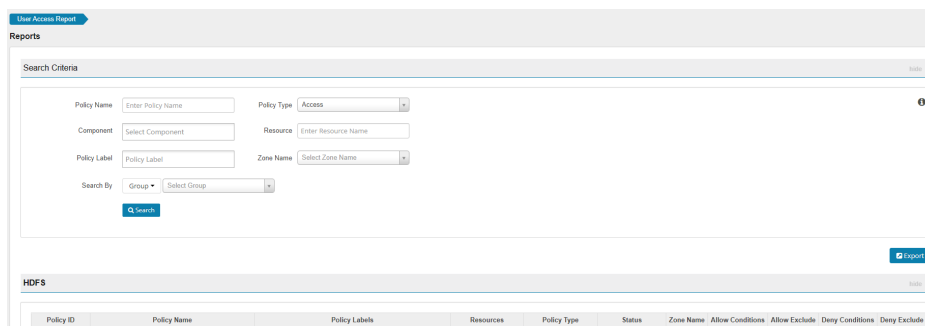 User Access Report
Reports
Search Criteria
hide
Policy Name Enter Policy Name Policy Type Access
Component Select Component Resource Enter Resource Name
Policy Label Policy Label Zone Name Select Zone Name
Search By Group Select Group
Search
Export
HDFS
hide
Policy ID Policy Name Policy Labels Resources Policy Type Status Zone Name Allow Conditions Allow Exclude Deny Conditions Deny Exclude